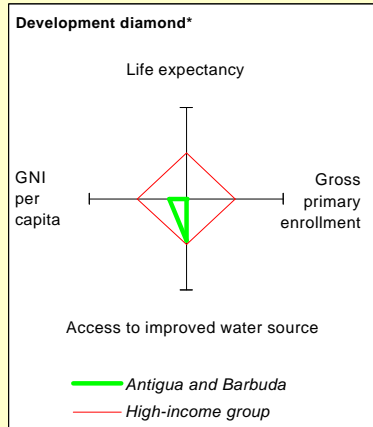 Development diamond*
Life expectancy
GNI
per
capita
Gross
primary
enrollment
Access to improved water source
Antigua and Barbuda
High-income group